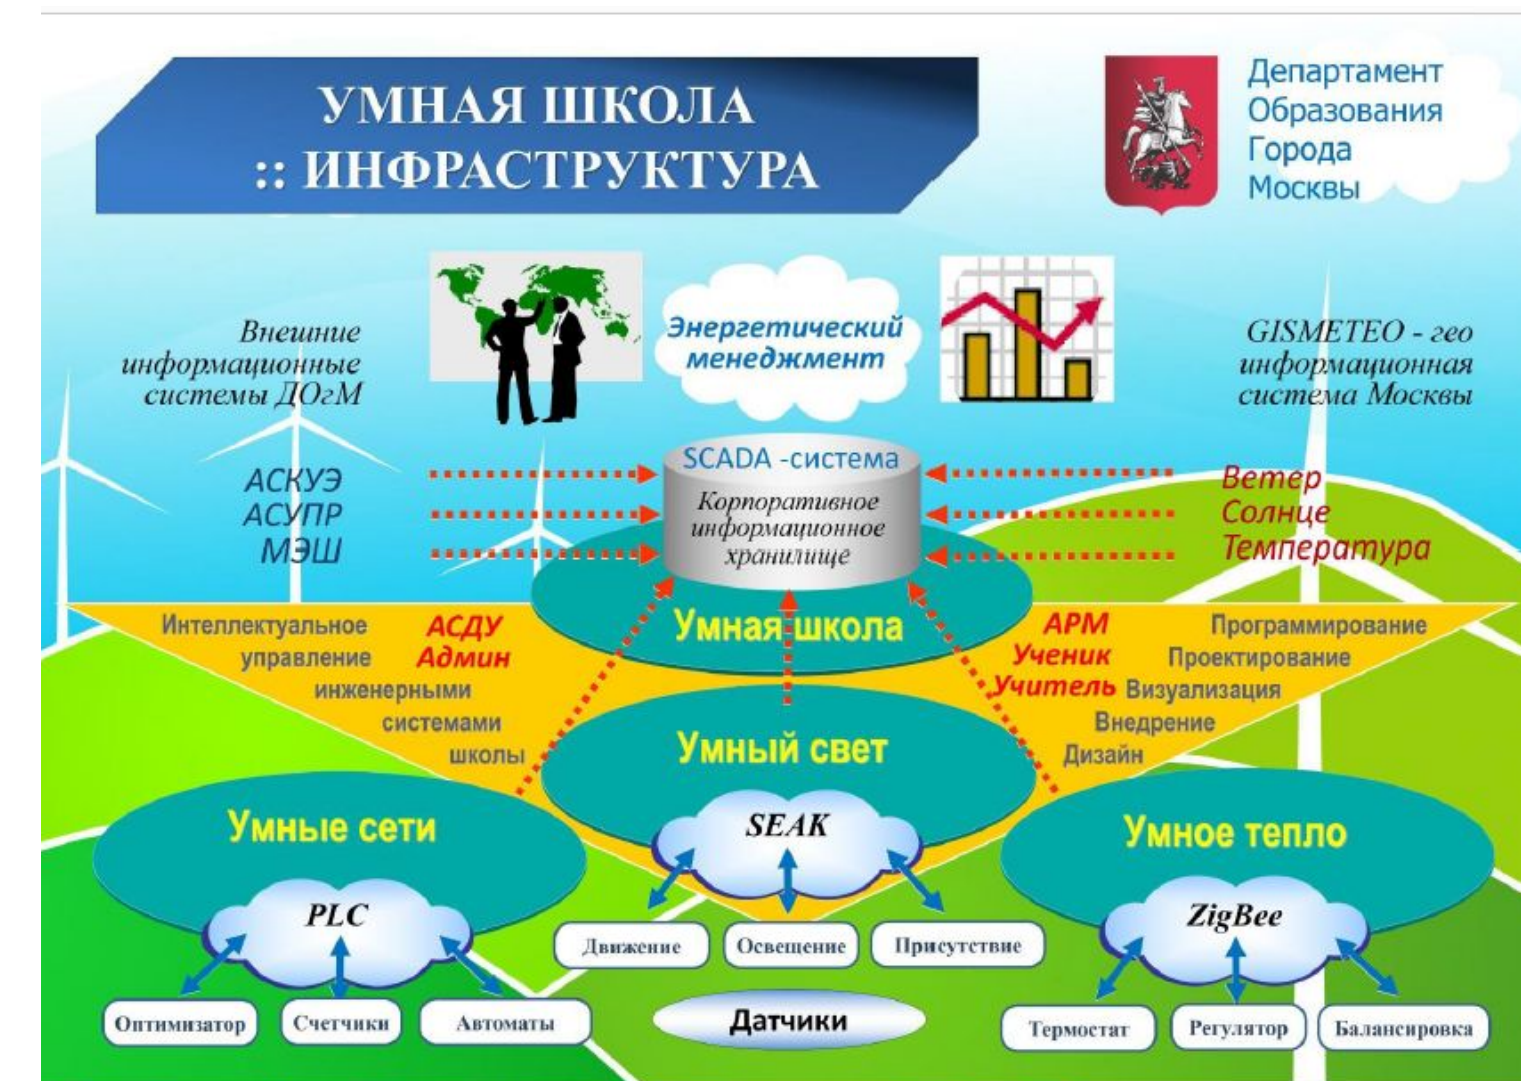 УМНАЯ ШКОЛА
:: ИНФРАСТРУКТУРА
Департамент
Образования
Города
Москвы
Внешние
информационные
системы ДОгМ
Энергетический
менеджмент
GISMETEO - гео
информационная
система Москвы
АСКУЭ
АСУПР
МЭШ
SCADA -система
Корпоративное
информационное
хранилище
Ветер
Солнце
Температура
Интеллектуальное
управление
инженерными
системами
школы
АСДУ
Админ
Умная школа
АРМ
Ученик
Учитель
Программирование
Проектирование
Визуализация
Внедрение
Дизайн
Умный свет
SEAK
Движение
Освещение
Присутствие
Умные сети
PLC
Оптимизатор
Счетчики
Автоматы
Датчики
Умное тепло
ZigBee
Термостат
Регулятор
Балансировка